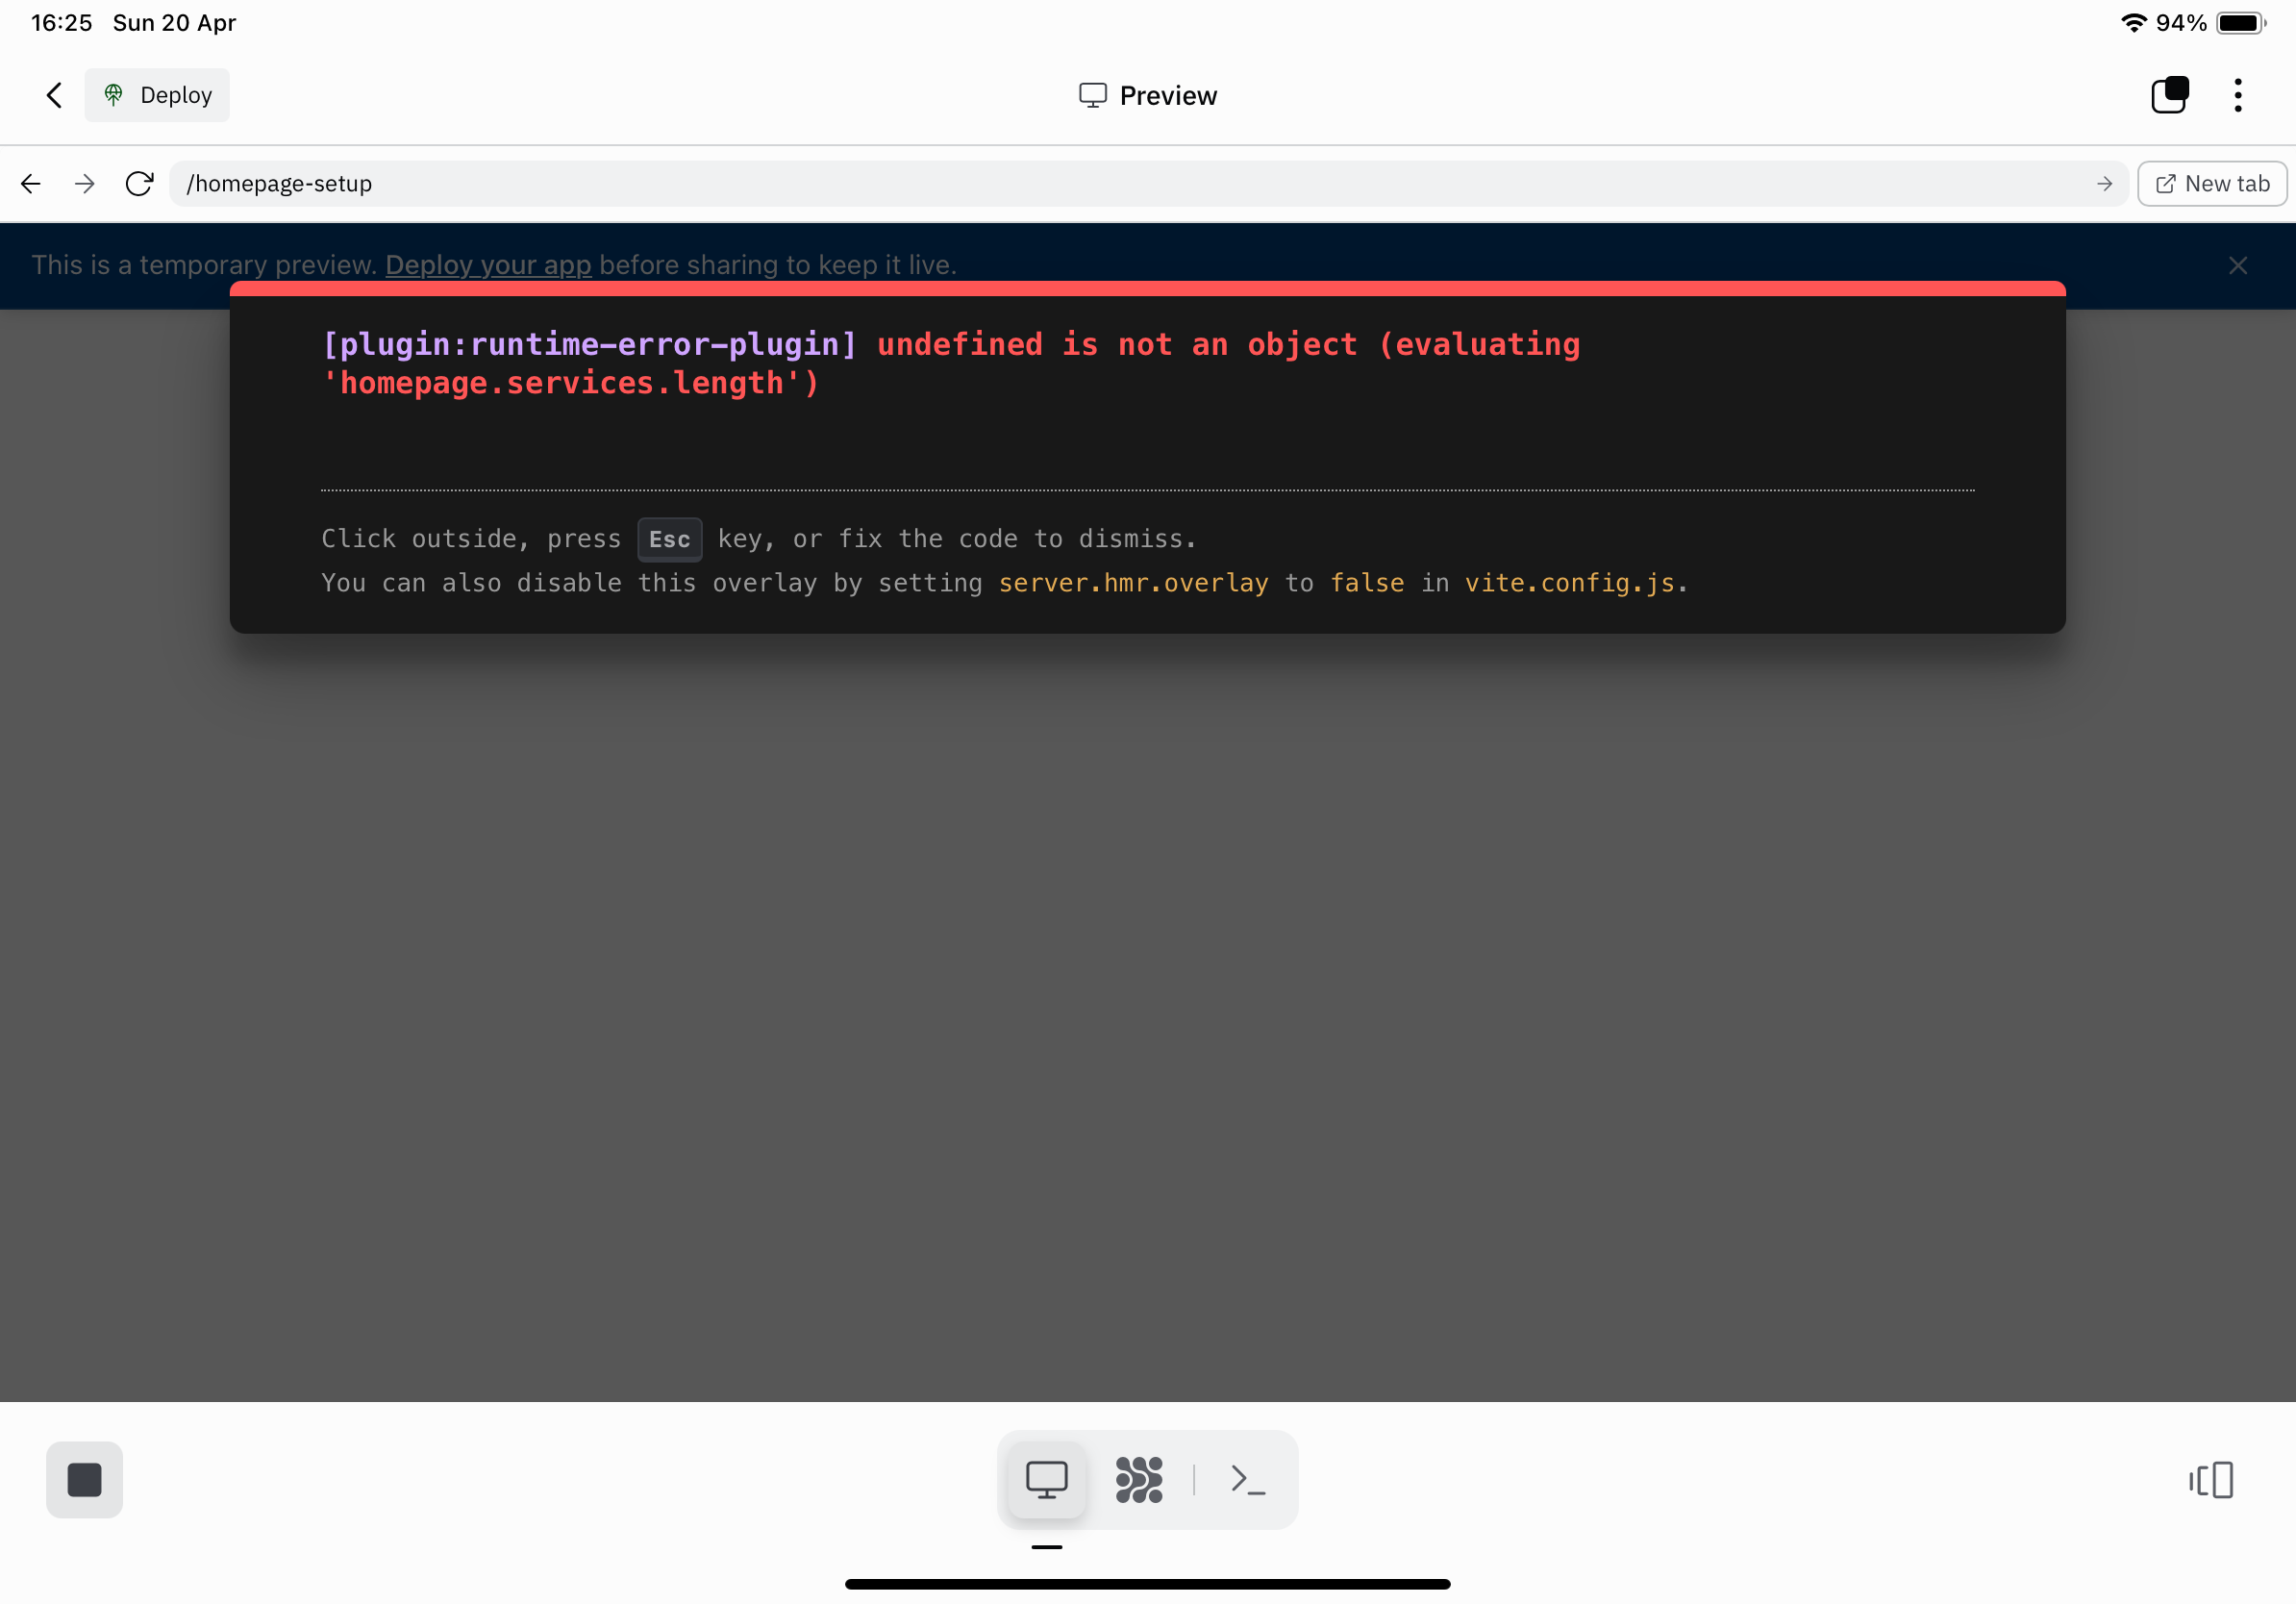 16:25 Sun 20 Apr 94%
Deploy Preview
/homepage-setup New tab
This is a temporary preview. Deploy your app before sharing to keep it live.
[plugin:runtime-error-plugin] undefined is not an object (evaluating
'homepage.services.length')
Click outside, press Esc key, or fix the code to dismiss.
You can also disable this overlay by setting server.hmr.overlay to false in vite.config.js.